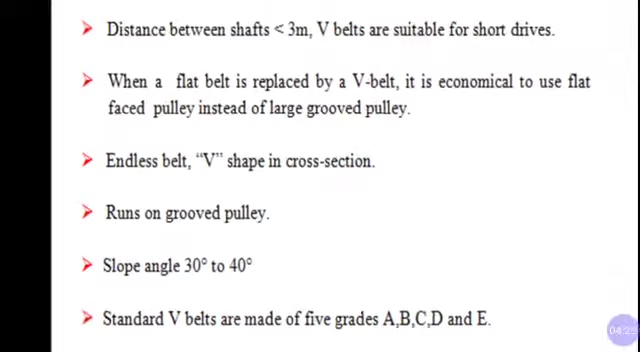 Distance between shafts < 3m, V belts are suitable for short drives.
When a flat belt is replaced by a V-belt, it is economical to use flat
faced pulley instead of large grooved pulley.
Endless belt, “V” shape in cross-section.
Runs on grooved pulley.
Slope angle 30° to 40°
Standard V belts are made of five grades A,B,C,D and E.